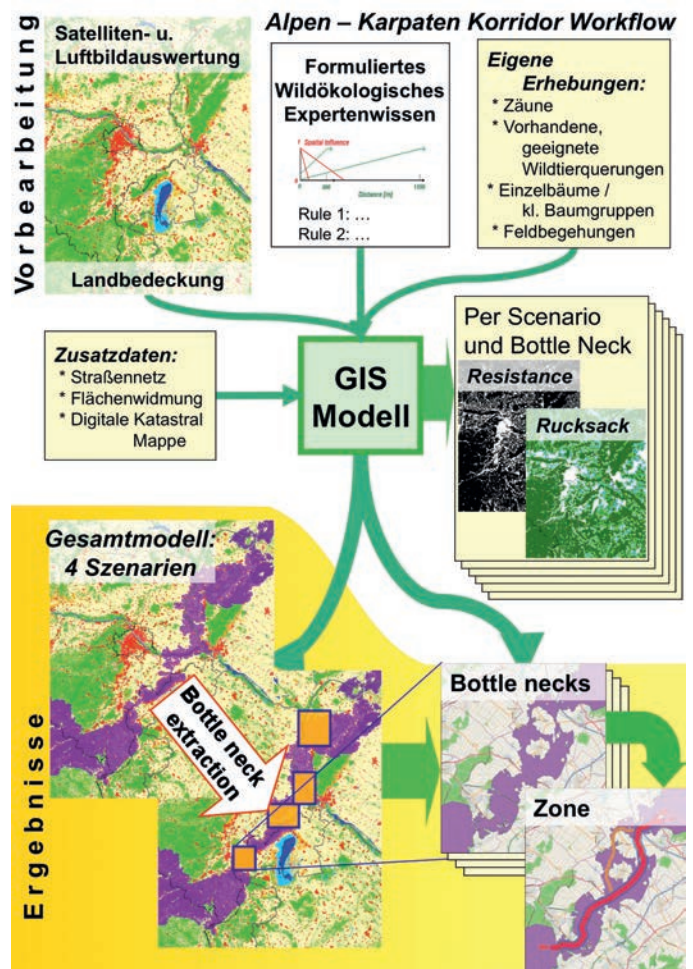 Alpen – Karpaten Korridor Workflow
Vorbearbeitung
Satelliten- u.
Luftbildauswertung
Landbedeckung
Formuliertes
Wildökologisches
Expertenwissen
Spatial Influence
Distance [m]
Rule 1: ...
Rule 2: ...
Eigene
Erhebungen:
* Zäune
* Vorhandene,
geeignete
Wildtierquerungen
* Einzelbäume /
kl. Baumgruppen
* Feldbegehungen
Zusatzdaten:
* Straßennetz
* Flächenwidmung
* Digitale Katastral
Mappe
GIS
Modell
Per Scenario
und Bottle Neck
Resistance
Rucksack
Ergebnisse
Gesamtmodell:
4 Szenarien
Bottle neck
extraction
Bottle necks
Zone